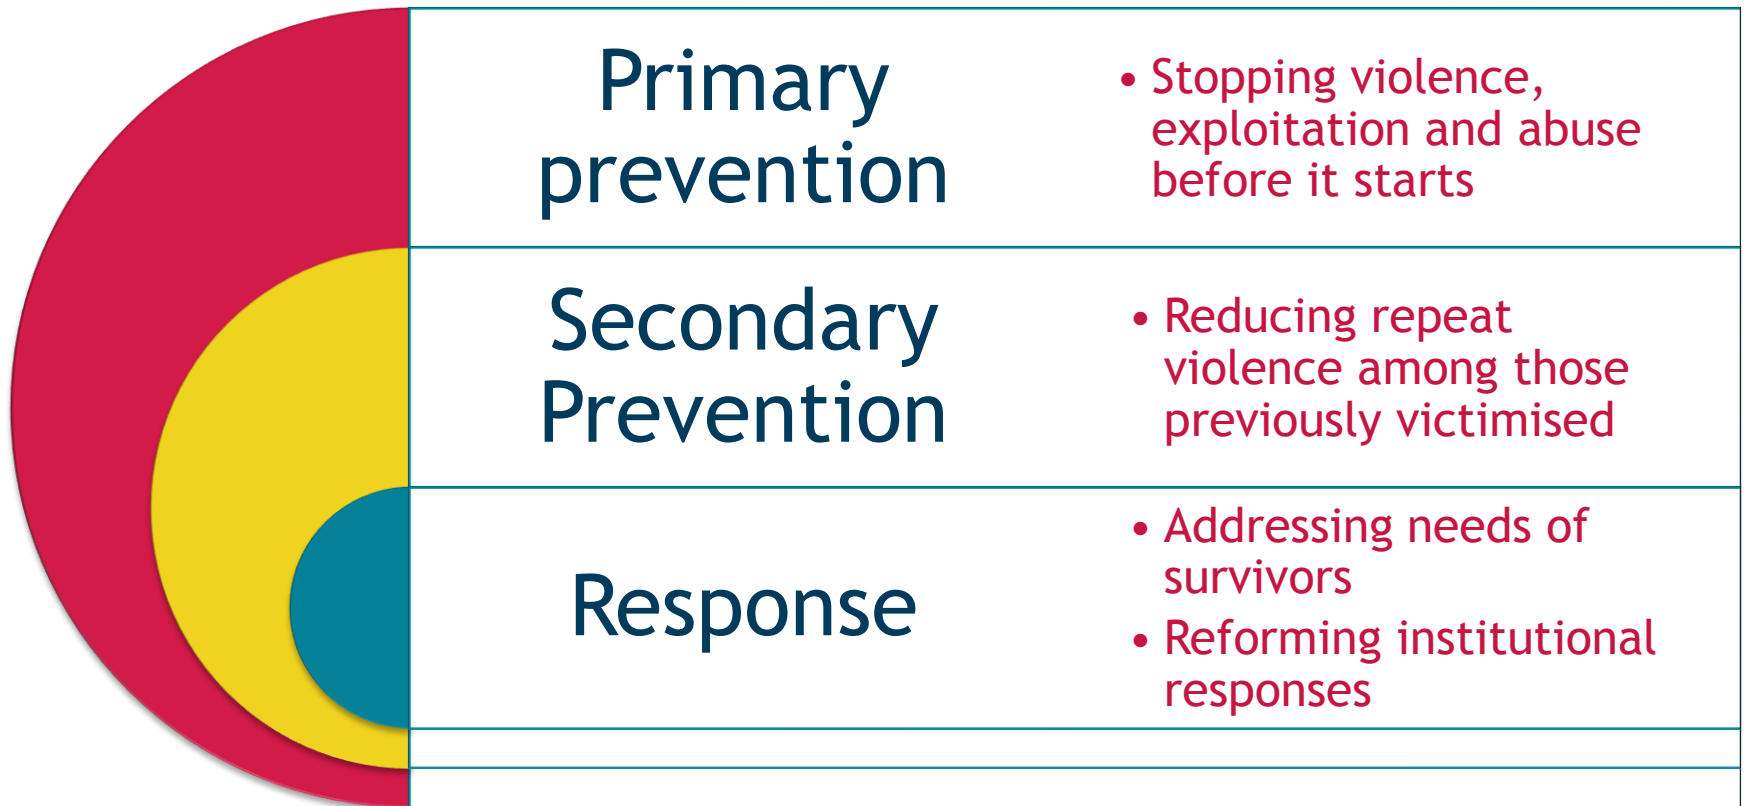 Primary
prevention
• Stopping violence,
exploitation and abuse
before it starts
Secondary
Prevention
• Reducing repeat
violence among those
previously victimised
Response
• Addressing needs of
survivors
• Reforming institutional
responses